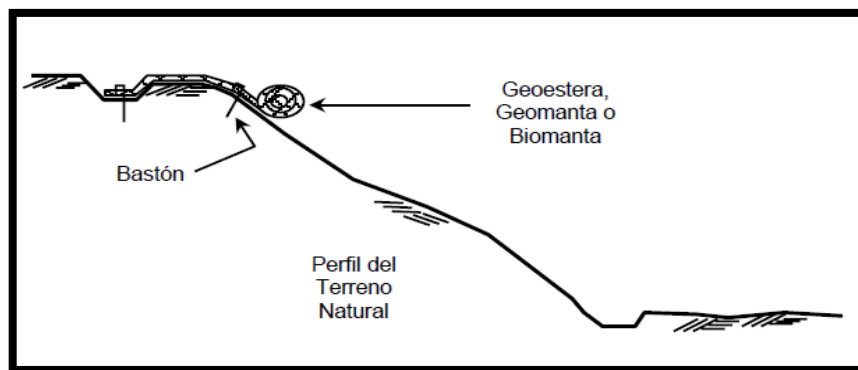 Geoestera,
Geomanta o
Biomanta
Bastón
Perfil del
Terreno
Natural